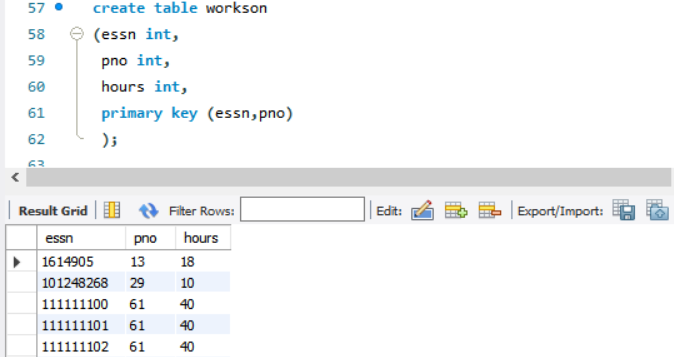 57 create table workson
58 (essn int,
59 pno int,
60 hours int,
61 primary key (essn,pno)
62 );
63
Result Grid Filter Rows: Edit: Export/Import:
essn pno hours
1614905 13 18
101248268 29 10
111111100 61 40
111111101 61 40
111111102 61 40